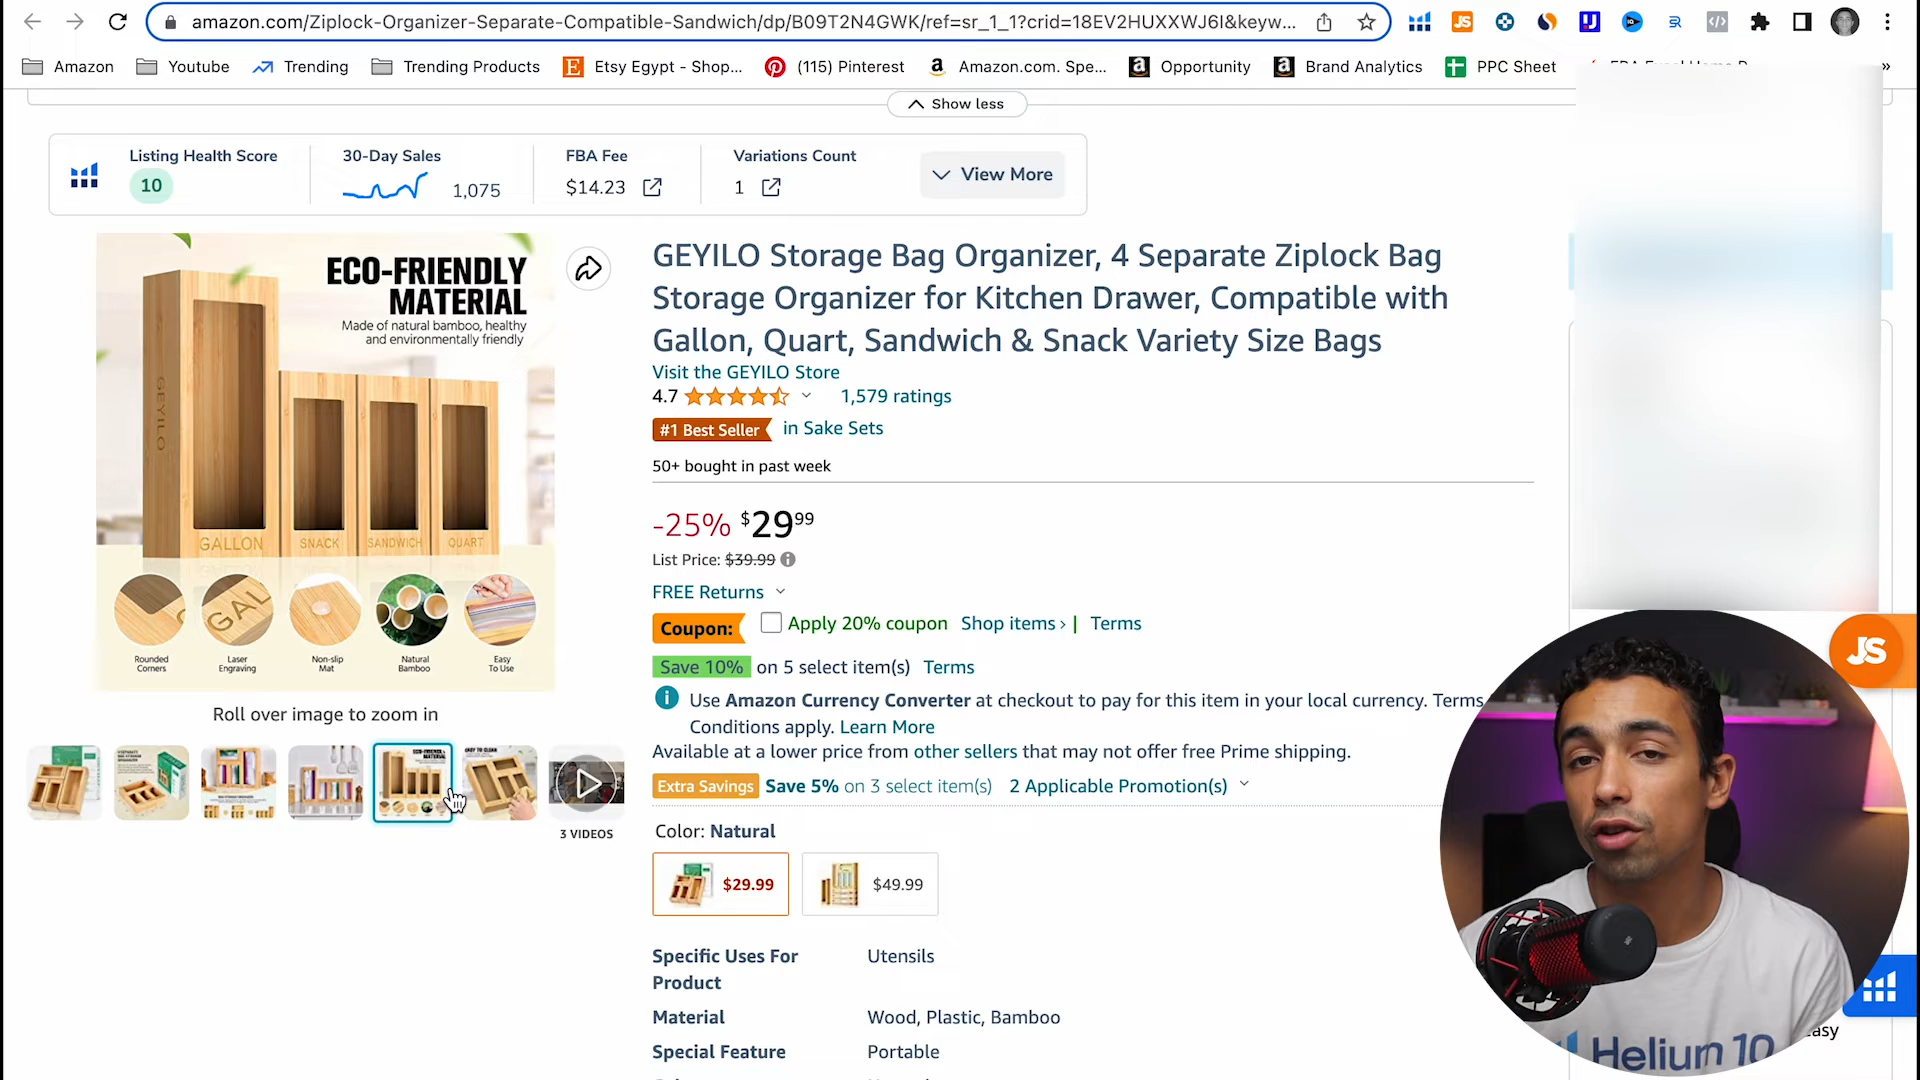 amazon.com/Ziplock-Organizer-Separate-Compatible-Sandwich/dp/B09T2N4GWK/ref=sr_1_1?crid=18EV2HUXXWJ6I&keyw...
Amazon
Youtube
Trending
Trending Products
Etsy Egypt - Shop...
(115) Pinterest
Amazon.com. Spe...
Opportunity
Brand Analytics
PPC Sheet
Show less
Listing Health Score
10
30-Day Sales
1,075
FBA Fee
$14.23
Variations Count
1
View More
ECO-FRIENDLY
MATERIAL
Made of natural bamboo, healthy
and environmentally friendly
GEYILO
GALLON
SNACK
SANDWICH
QUART
GAL
Rounded
Corners
Laser
Engraving
Non-slip
Mat
Natural
Bamboo
Easy
To Use
Roll over image to zoom in
3 VIDEOS
GEYILO Storage Bag Organizer, 4 Separate Ziplock Bag
Storage Organizer for Kitchen Drawer, Compatible with
Gallon, Quart, Sandwich & Snack Variety Size Bags
Visit the GEYILO Store
4.7
1,579 ratings
#1 Best Seller in Sake Sets
50+ bought in past week
-25% $29.99
List Price: $39.99
FREE Returns
Coupon: Apply 20% coupon Shop items › | Terms
Save 10% on 5 select item(s) Terms
Use Amazon Currency Converter at checkout to pay for this item in your local currency. Terms
Conditions apply. Learn More
Available at a lower price from other sellers that may not offer free Prime shipping.
Extra Savings Save 5% on 3 select item(s) 2 Applicable Promotion(s)
Color: Natural
$29.99
$49.99
Specific Uses For
Product
Utensils
Material
Wood, Plastic, Bamboo
Special Feature
Portable
JS
Helium 10